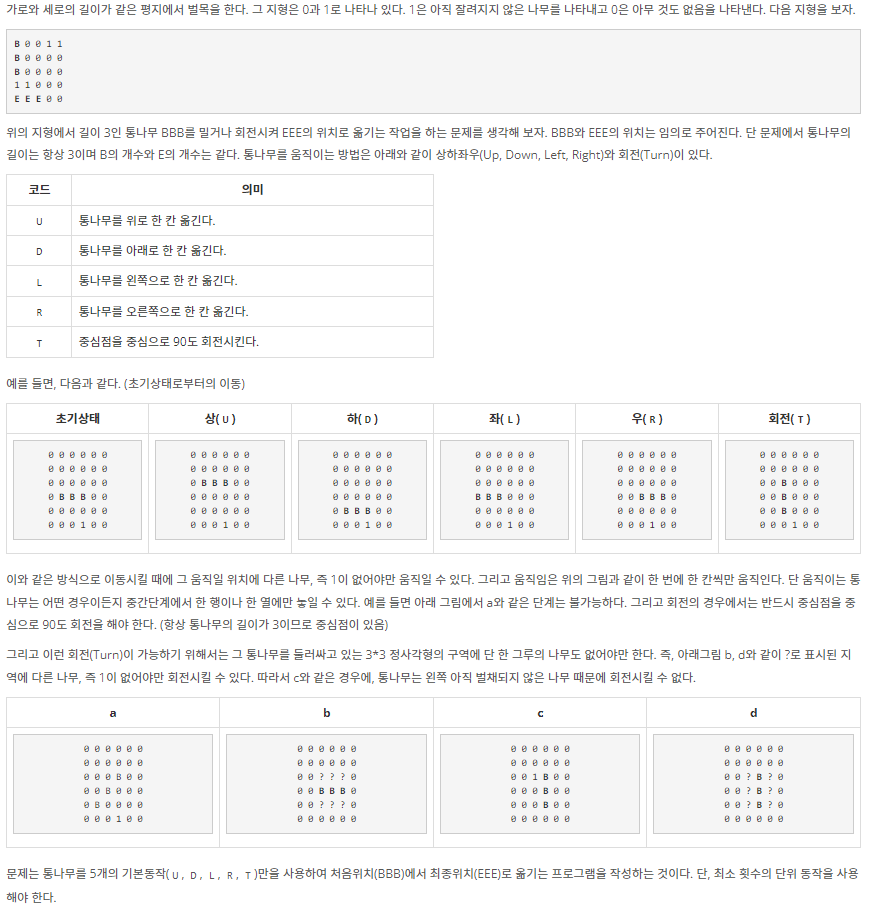 가로와 세로의 길이가 같은 평지에서 벌목을 한다. 그 지형은 0과 1로 나타나 있다. 1은 아직 잘려지지 않은 나무를 나타내고 0은 아무 것도 없음을 나타낸다. 다음 지형을 보자.
B 0 0 1 1
B 0 0 0 0
B 0 0 0 0
1 1 0 0 0
E E E 0 0
위의 지형에서 길이 3인 통나무 BBB를 밀거나 회전시켜 EEE의 위치로 옮기는 작업을 하는 문제를 생각해 보자. BBB와 EEE의 위치는 임의로 주어진다. 단 문제에서 통나무의
길이는 항상 3이며 B의 개수와 E의 개수는 같다. 통나무를 움직이는 방법은 아래와 같이 상하좌우(Up, Down, Left, Right)와 회전(Turn)이 있다.
코드 의미
U 통나무를 위로 한 칸 옮긴다.
D 통나무를 아래로 한 칸 옮긴다.
L 통나무를 왼쪽으로 한 칸 옮긴다.
R 통나무를 오른쪽으로 한 칸 옮긴다.
T 중심점을 중심으로 90도 회전시킨다.
예를 들면, 다음과 같다. (초기상태로부터의 이동)
초기상태 상( U ) 하( D ) 좌( L ) 우( R ) 회전( T )
0 0 0 0 0 0 0 0 0 0 0 0 0 0 0 0 0 0 0 0 0 0 0 0 0 0 0 0 0 0 0 0 0 0 0 0
0 0 0 0 0 0 0 0 0 0 0 0 0 0 0 0 0 0 0 0 0 0 0 0 0 0 0 0 0 0 0 0 0 0 0 0
0 0 0 0 0 0 0 B B B 0 0 0 0 0 0 0 0 0 0 0 0 0 0 0 0 0 0 0 0 0 0 B 0 0 0
0 B B B 0 0 0 0 0 0 0 0 0 0 0 0 0 0 B B B 0 0 0 0 0 B B B 0 0 0 B 0 0 0
0 0 0 0 0 0 0 0 0 0 0 0 0 B B B 0 0 0 0 0 0 0 0 0 0 0 0 0 0 0 0 B 0 0 0
0 0 0 1 0 0 0 0 0 1 0 0 0 0 0 1 0 0 0 0 0 1 0 0 0 0 0 1 0 0 0 0 0 1 0 0
이와 같은 방식으로 이동시킬 때에 그 움직일 위치에 다른 나무, 즉 1이 없어야만 움직일 수 있다. 그리고 움직임은 위의 그림과 같이 한 번에 한 칸씩만 움직인다. 단 움직이는 통
나무는 어떤 경우이든지 중간단계에서 한 행이나 한 열에만 놓일 수 있다. 예를 들면 아래 그림에서 a와 같은 단계는 불가능하다. 그리고 회전의 경우에서는 반드시 중심점을 중
심으로 90도 회전을 해야 한다. (항상 통나무의 길이가 3이므로 중심점이 있음)
그리고 이런 회전(Turn)이 가능하기 위해서는 그 통나무를 둘러싸고 있는 3*3 정사각형의 구역에 단 한 그루의 나무도 없어야만 한다. 즉, 아래그림 b, d와 같이 ?로 표시된 지
역에 다른 나무, 즉 1이 없어야만 회전시킬 수 있다. 따라서 c와 같은 경우에, 통나무는 왼쪽 아직 벌채되지 않은 나무 때문에 회전시킬 수 없다.
a b c d
0 0 0 0 0 0 0 0 0 0 0 0 0 0 0 0 0 0 0 0 0 0 0 0
0 0 0 0 0 0 0 0 0 0 0 0 0 0 0 0 0 0 0 0 0 0 0 0
0 0 0 B 0 0 0 0 ? ? ? 0 0 0 1 B 0 0 0 0 ? B ? 0
0 0 B 0 0 0 0 0 B B B 0 0 0 0 B 0 0 0 0 ? B ? 0
0 B 0 0 0 0 0 0 ? ? ? 0 0 0 0 B 0 0 0 0 ? B ? 0
0 0 0 1 0 0 0 0 0 0 0 0 0 0 0 0 0 0 0 0 0 0 0 0
문제는 통나무를 5개의 기본동작( U , D , L , R , T )만을 사용하여 처음위치(BBB)에서 최종위치(EEE)로 옮기는 프로그램을 작성하는 것이다. 단, 최소 횟수의 단위 동작을 사용
해야 한다.